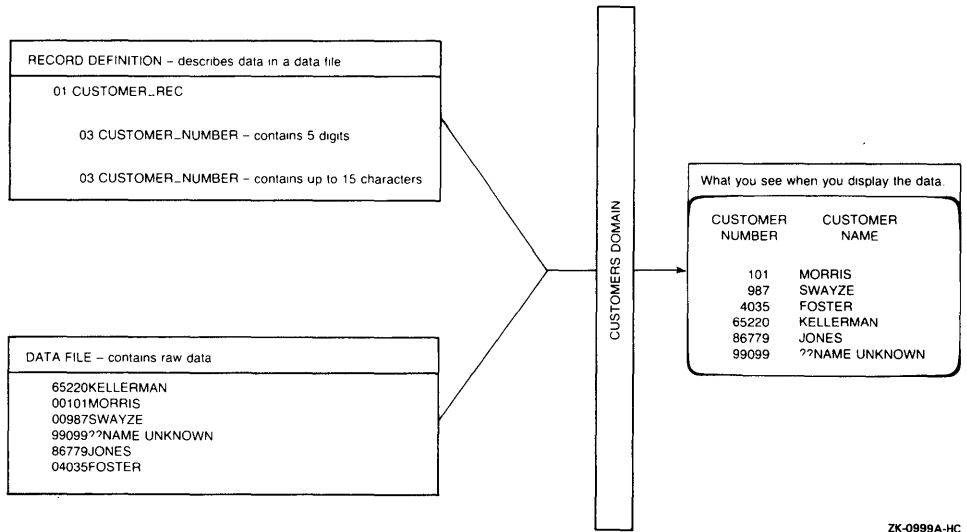 RECORD DEFINITION – describes data in a data file
01 CUSTOMER_REC
03 CUSTOMER_NUMBER – contains 5 digits
03 CUSTOMER_NUMBER – contains up to 15 characters
DATA FILE – contains raw data
65220KELLERMAN
00101MORRIS
00987SWAYZE
99099??NAME UNKNOWN
86779JONES
04035FOSTER
CUSTOMERS DOMAIN
What you see when you display the data.
CUSTOMER CUSTOMER
NUMBER NAME
101 MORRIS
987 SWAYZE
4035 FOSTER
65220 KELLERMAN
86779 JONES
99099 ??NAME UNKNOWN
ZK-0999A-HC